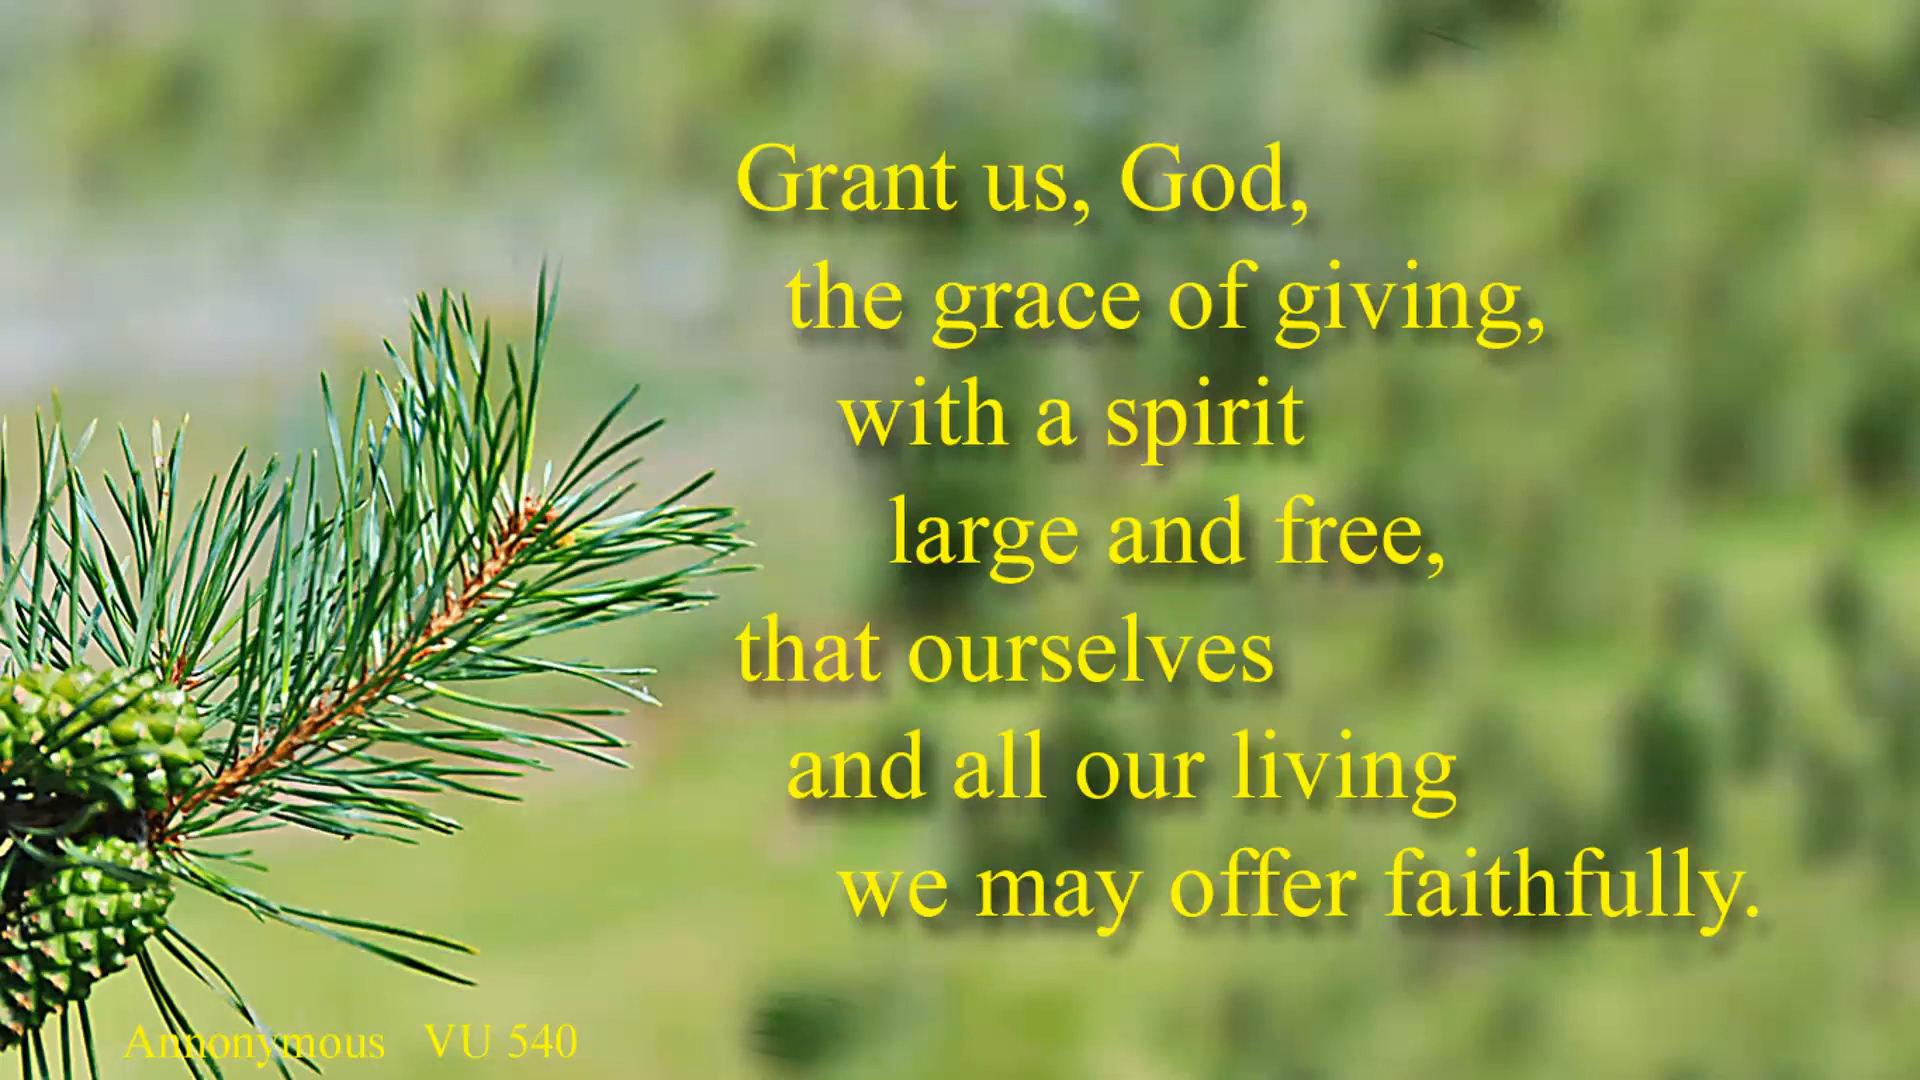 Grant us, God,
the grace of giving,
with a spirit
large and free,
that ourselves
and all our living
we may offer faithfully.
Annonymous VU 540